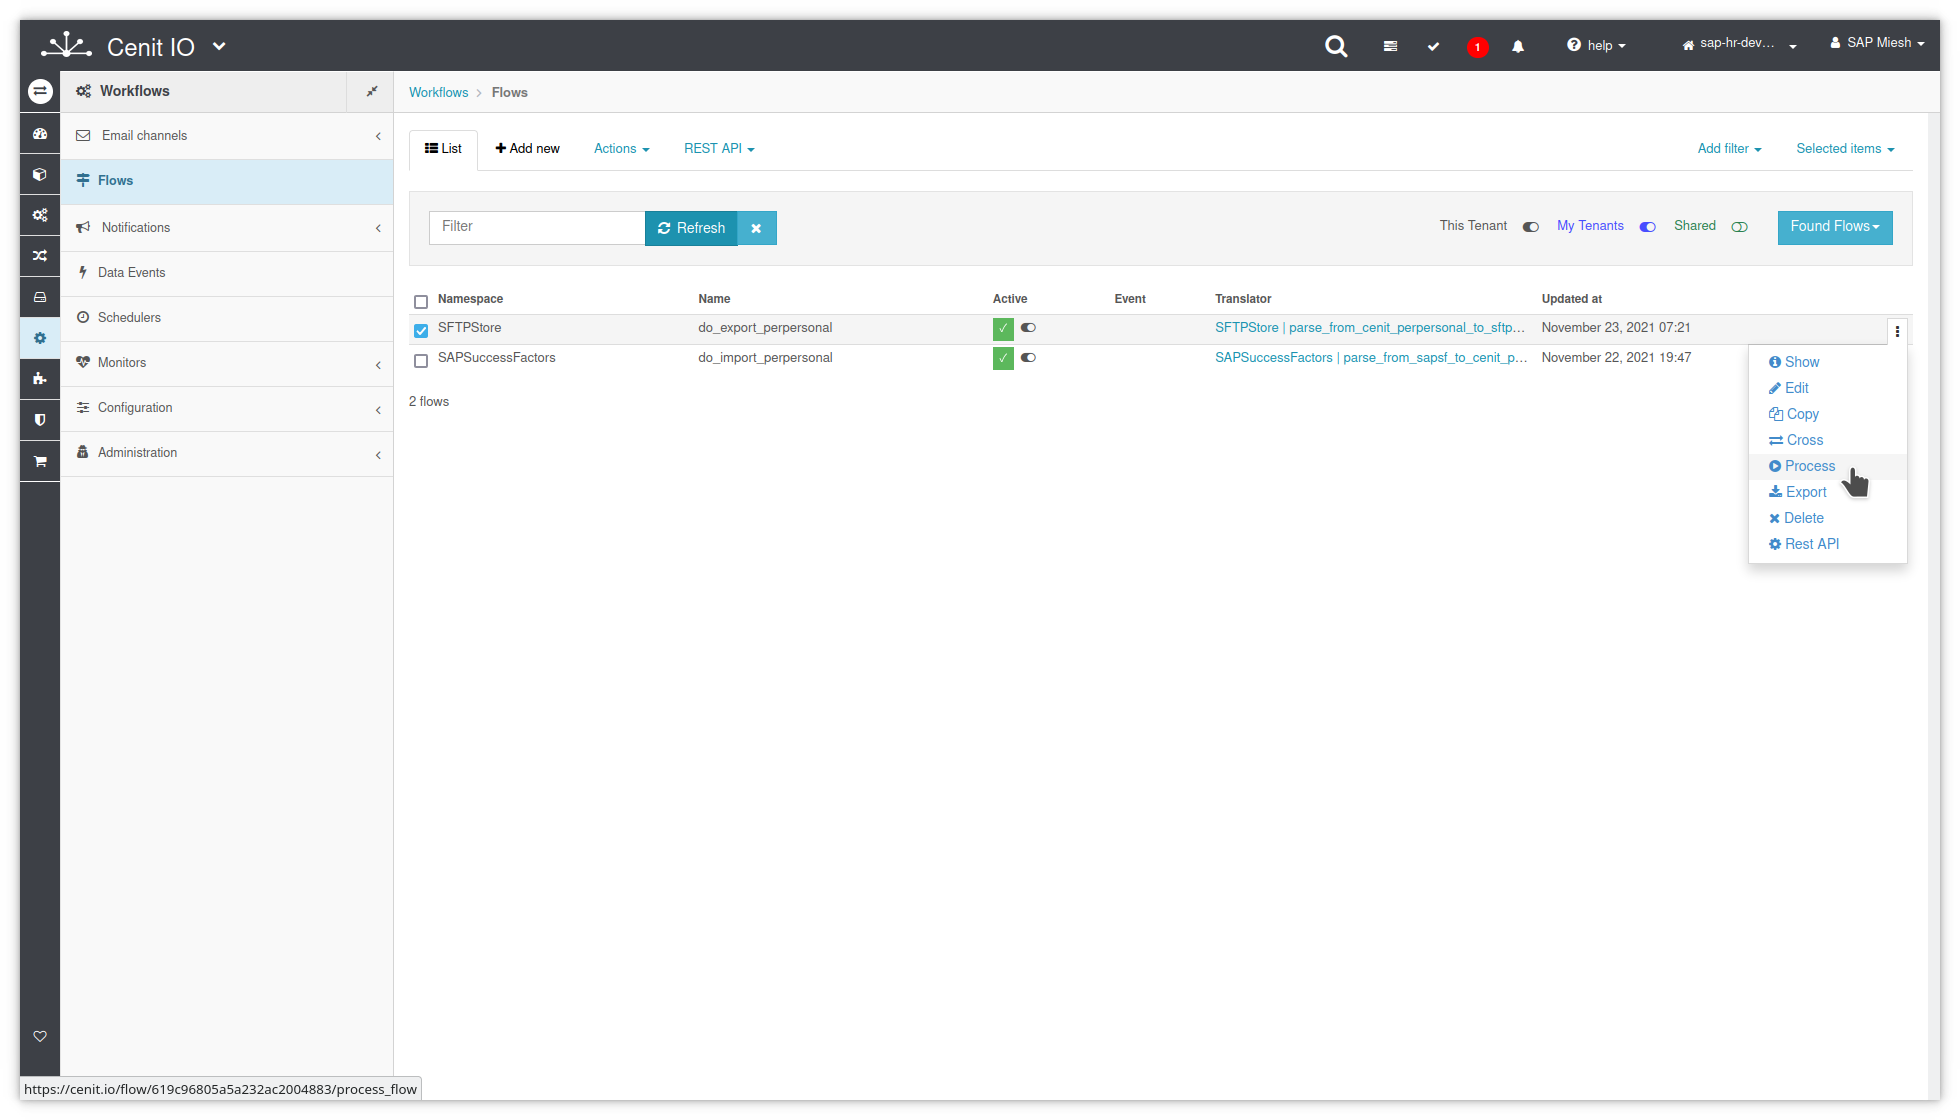 Cenit IO
1
help
sap-hr-dev...
SAP Miesh
Workflows
Workflows > Flows
Email channels
Flows
Notifications
Data Events
Schedulers
Monitors
Configuration
Administration
List
Add new
Actions
REST API
Add filter
Selected items
Filter
Refresh
This Tenant
My Tenants
Shared
Found Flows
Namespace Name Active Event Translator Updated at
SFTPStore do_export_perpersonal SFTPStore | parse_from_cenit_perpersonal_to_sftp... November 23, 2021 07:21
SAPSuccessFactors do_import_perpersonal SAPSuccessFactors | parse_from_sapsf_to_cenit_p... November 22, 2021 19:47
2 flows
Show
Edit
Copy
Cross
Process
Export
Delete
Rest API
https://cenit.io/flow/619c96805a5a232ac2004883/process_flow